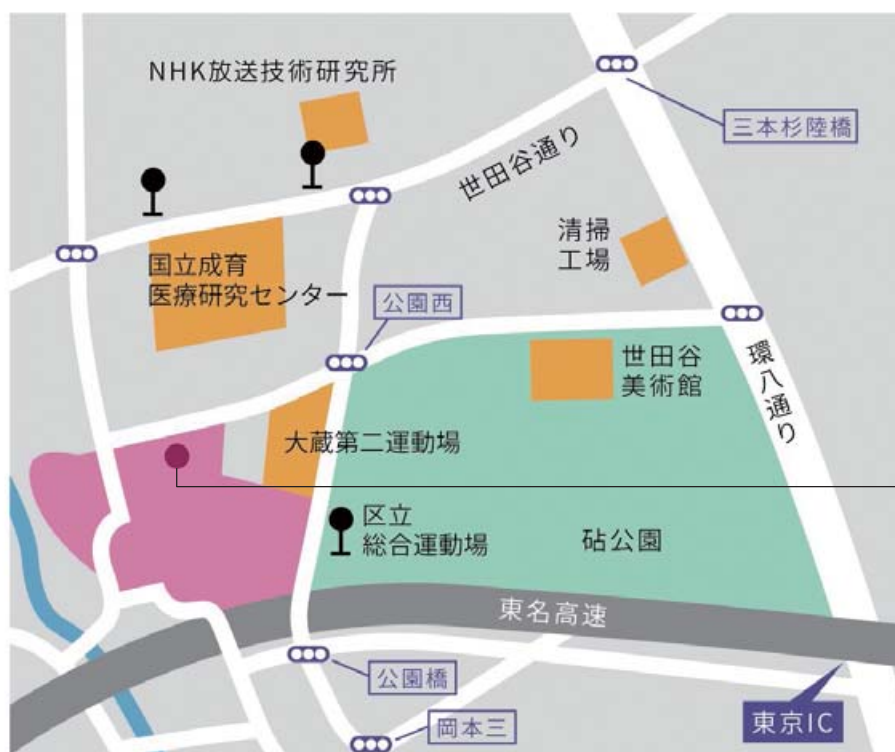 NHK放送技術研究所
三本杉陸橋
世田谷通り
清掃
工場
国立成育
医療研究センター
公園西
世田谷
美術館
環八通り
大蔵第二運動場
区立
総合運動場
砧公園
東名高速
公園橋
岡本三
東京IC